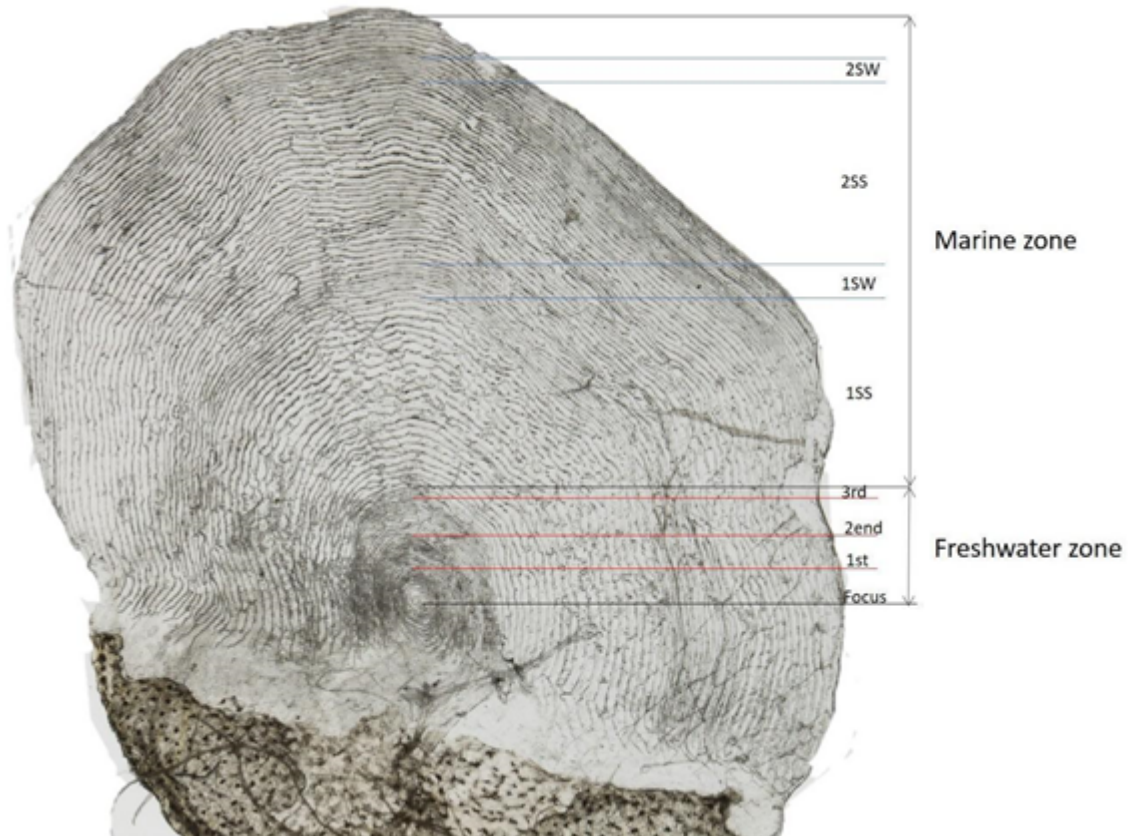 2SW
2SS
Marine zone
1SW
1SS
3rd
2end
Freshwater zone
1st
Focus